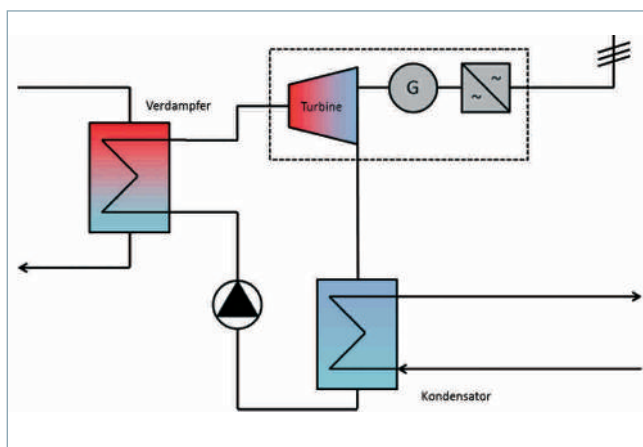 Verdampfer
Turbine
G
~
~
Kondensator